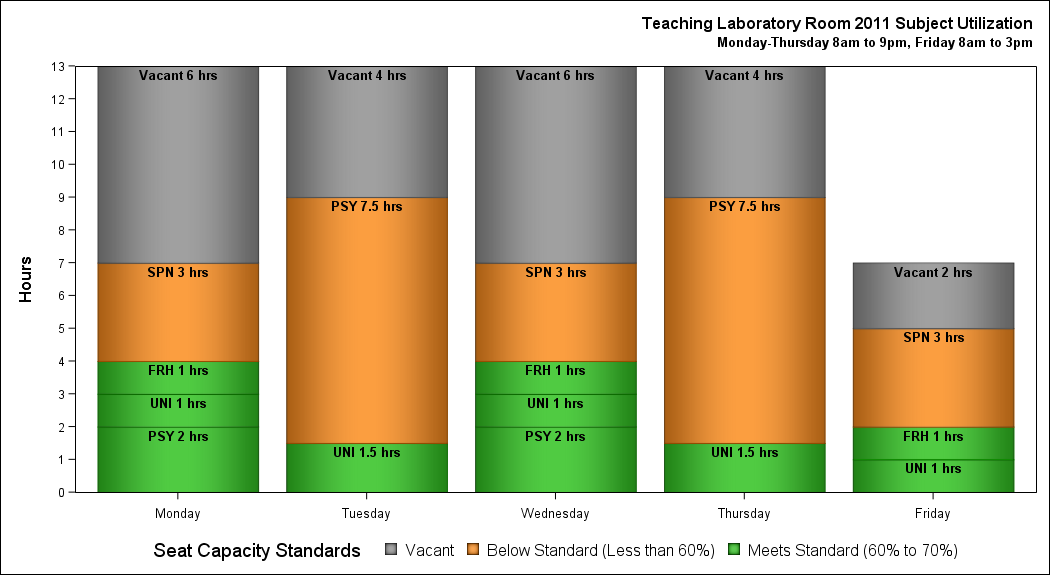 Teaching Laboratory Room 2011 Subject Utilization
Monday-Thursday 8am to 9pm, Friday 8am to 3pm
Hours
13
12
11
10
9
8
7
6
5
4
3
2
1
0
Vacant 6 hrs
SPN 3 hrs
FRH 1 hrs
UNI 1 hrs
PSY 2 hrs
Vacant 4 hrs
PSY 7.5 hrs
UNI 1.5 hrs
Vacant 6 hrs
SPN 3 hrs
FRH 1 hrs
UNI 1 hrs
PSY 2 hrs
Vacant 4 hrs
PSY 7.5 hrs
UNI 1.5 hrs
Vacant 2 hrs
SPN 3 hrs
FRH 1 hrs
UNI 1 hrs
Monday Tuesday Wednesday Thursday Friday
Seat Capacity Standards Vacant Below Standard (Less than 60%) Meets Standard (60% to 70%)